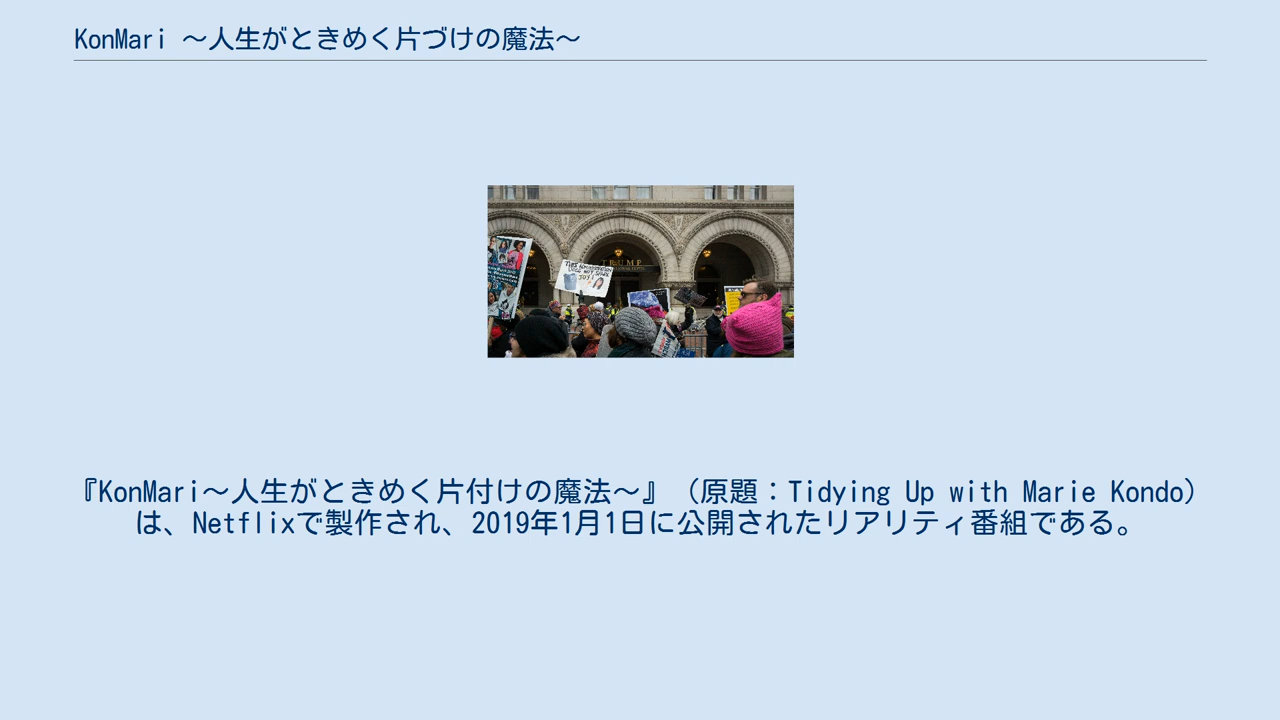 KonMari ～人生がときめく片づけの魔法～
TRUMP
『KonMari～人生がときめく片付けの魔法～』（原題：Tidying Up with Marie Kondo）
は、Netflixで製作され、2019年1月1日に公開されたリアリティ番組である。